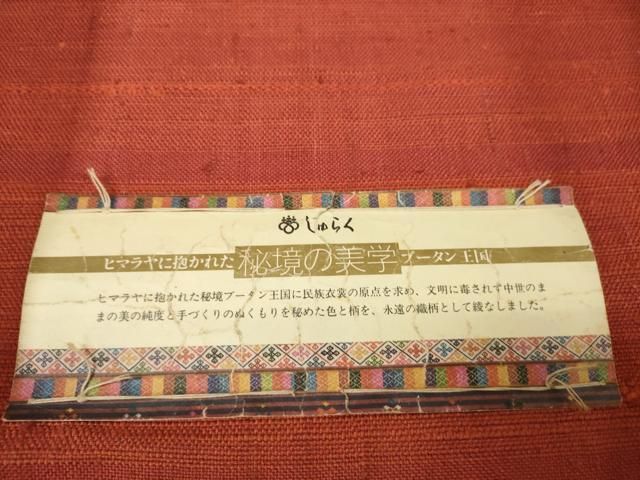 しゅらく
ヒマラヤに抱かれた 秘境の美学 ブータン王国
ヒマラヤに抱かれた秘境ブータン王国に民族衣裳の原点を求め、文明に毒されず中世のま
まの美の純度と手づくりのぬくもりを秘めた色と柄を、永遠の織柄として綾なしました。